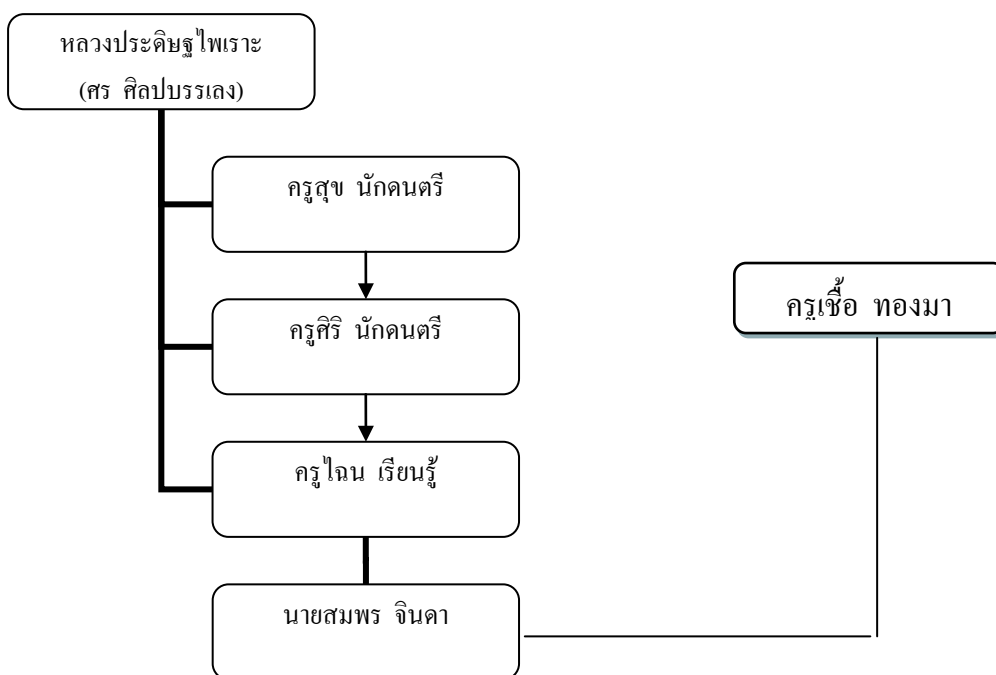 หลวงประดิษฐไพเราะ
(ศร ศิลปบรรเลง)
ครูสุข นักดนตรี
ครูศิริ นักดนตรี
ครูเชื้อ ทองมา
ครูไฉน เรียนรู้
นายสมพร จินดา